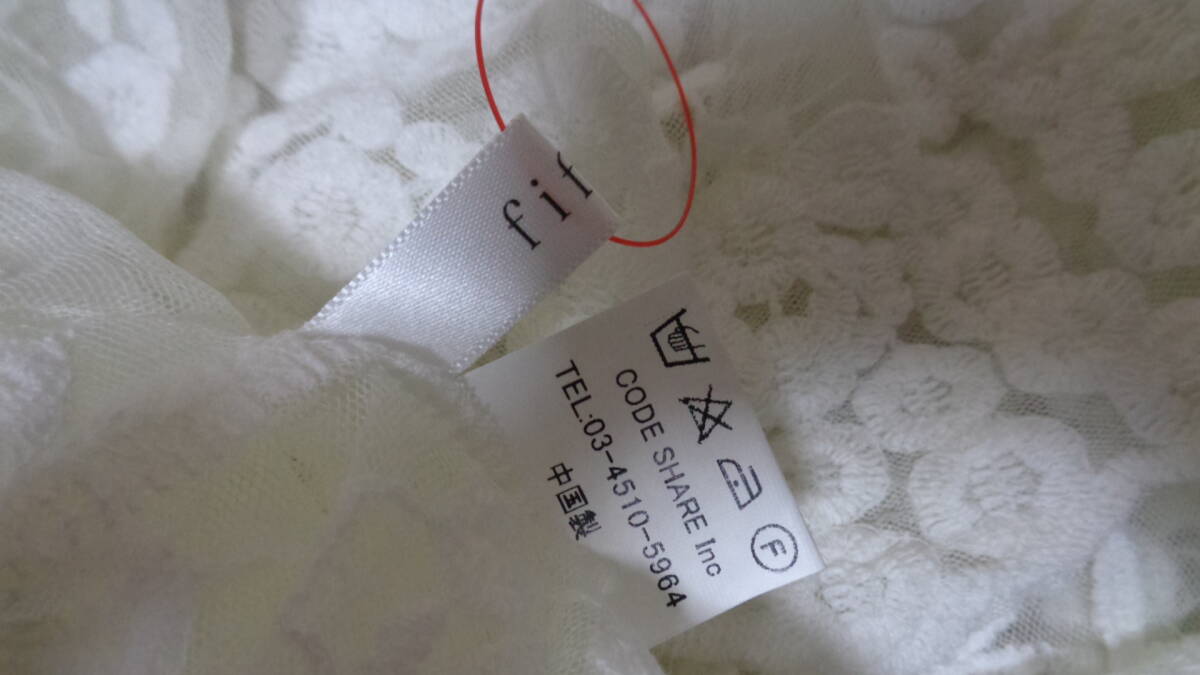 fif
F
CODE SHARE Inc
TEL:03-4510-5964
中国製